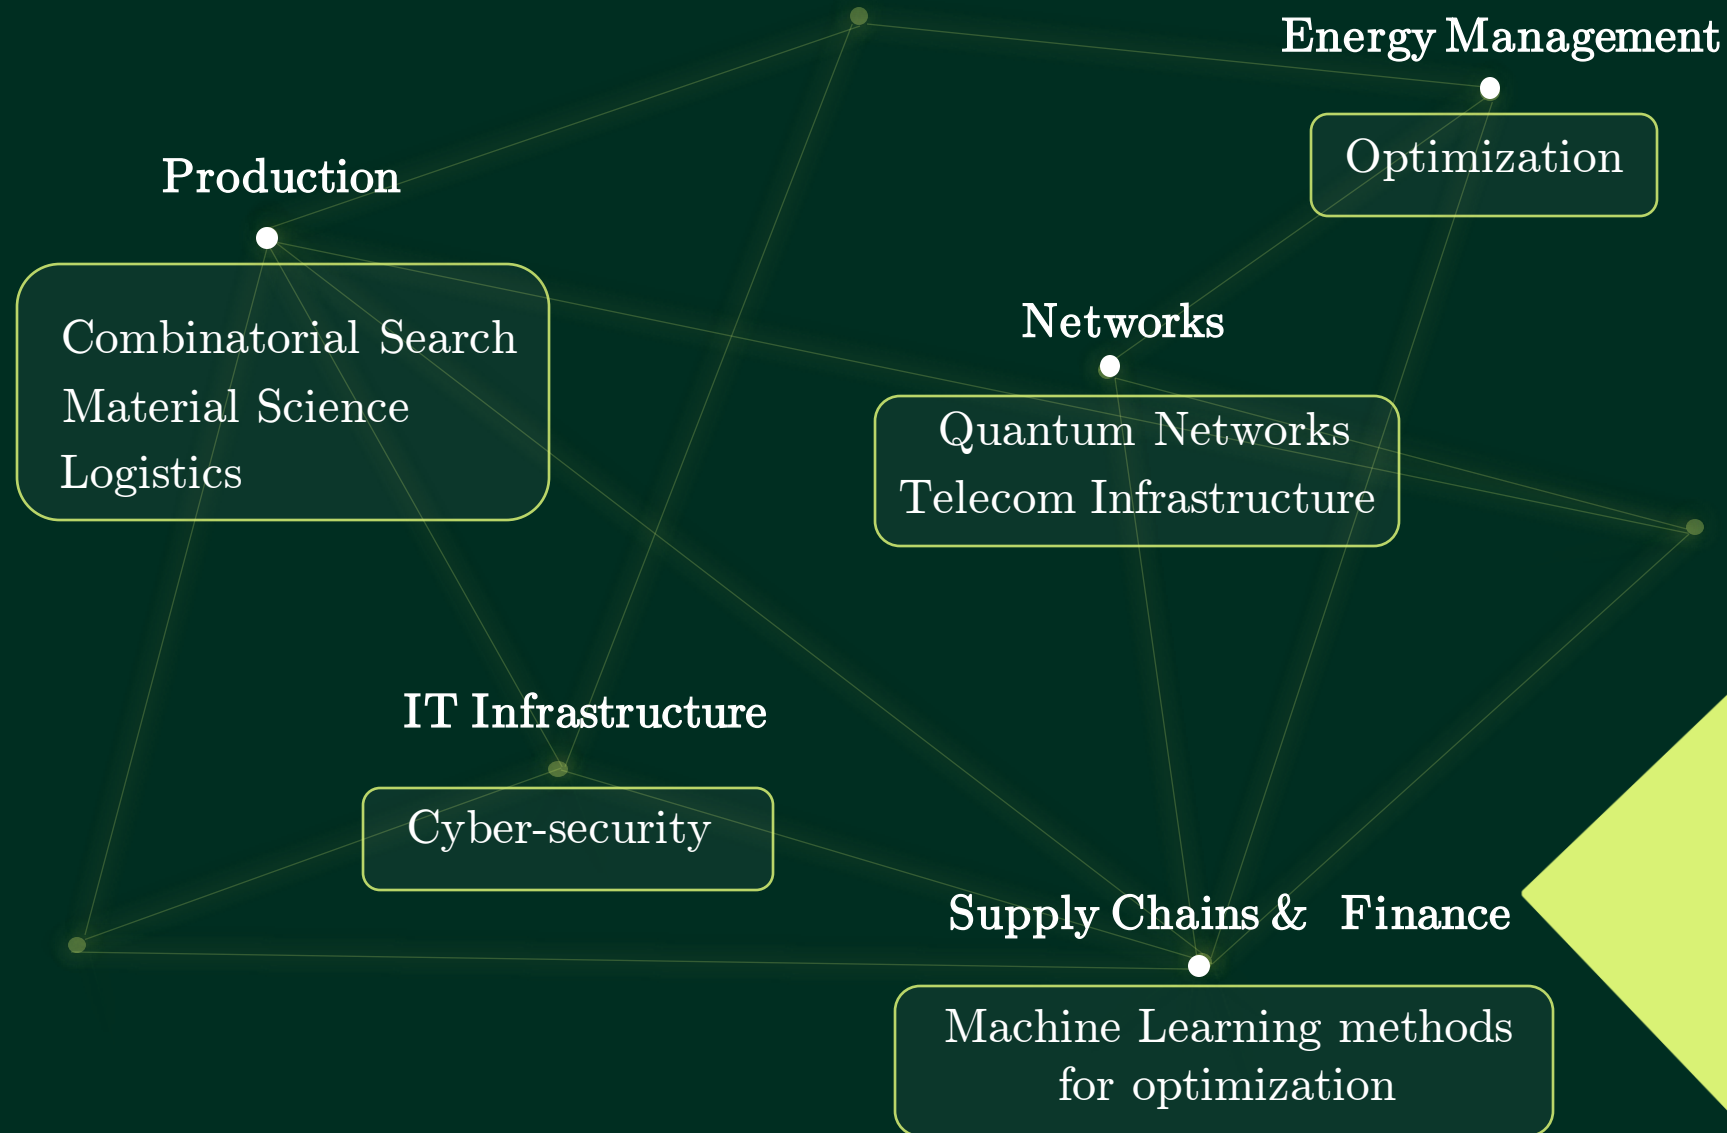 Energy Management
Optimization
Production
Combinatorial Search
Material Science
Logistics
Networks
Quantum Networks
Telecom Infrastructure
IT Infrastructure
Cyber-security
Supply Chains & Finance
Machine Learning methods
for optimization